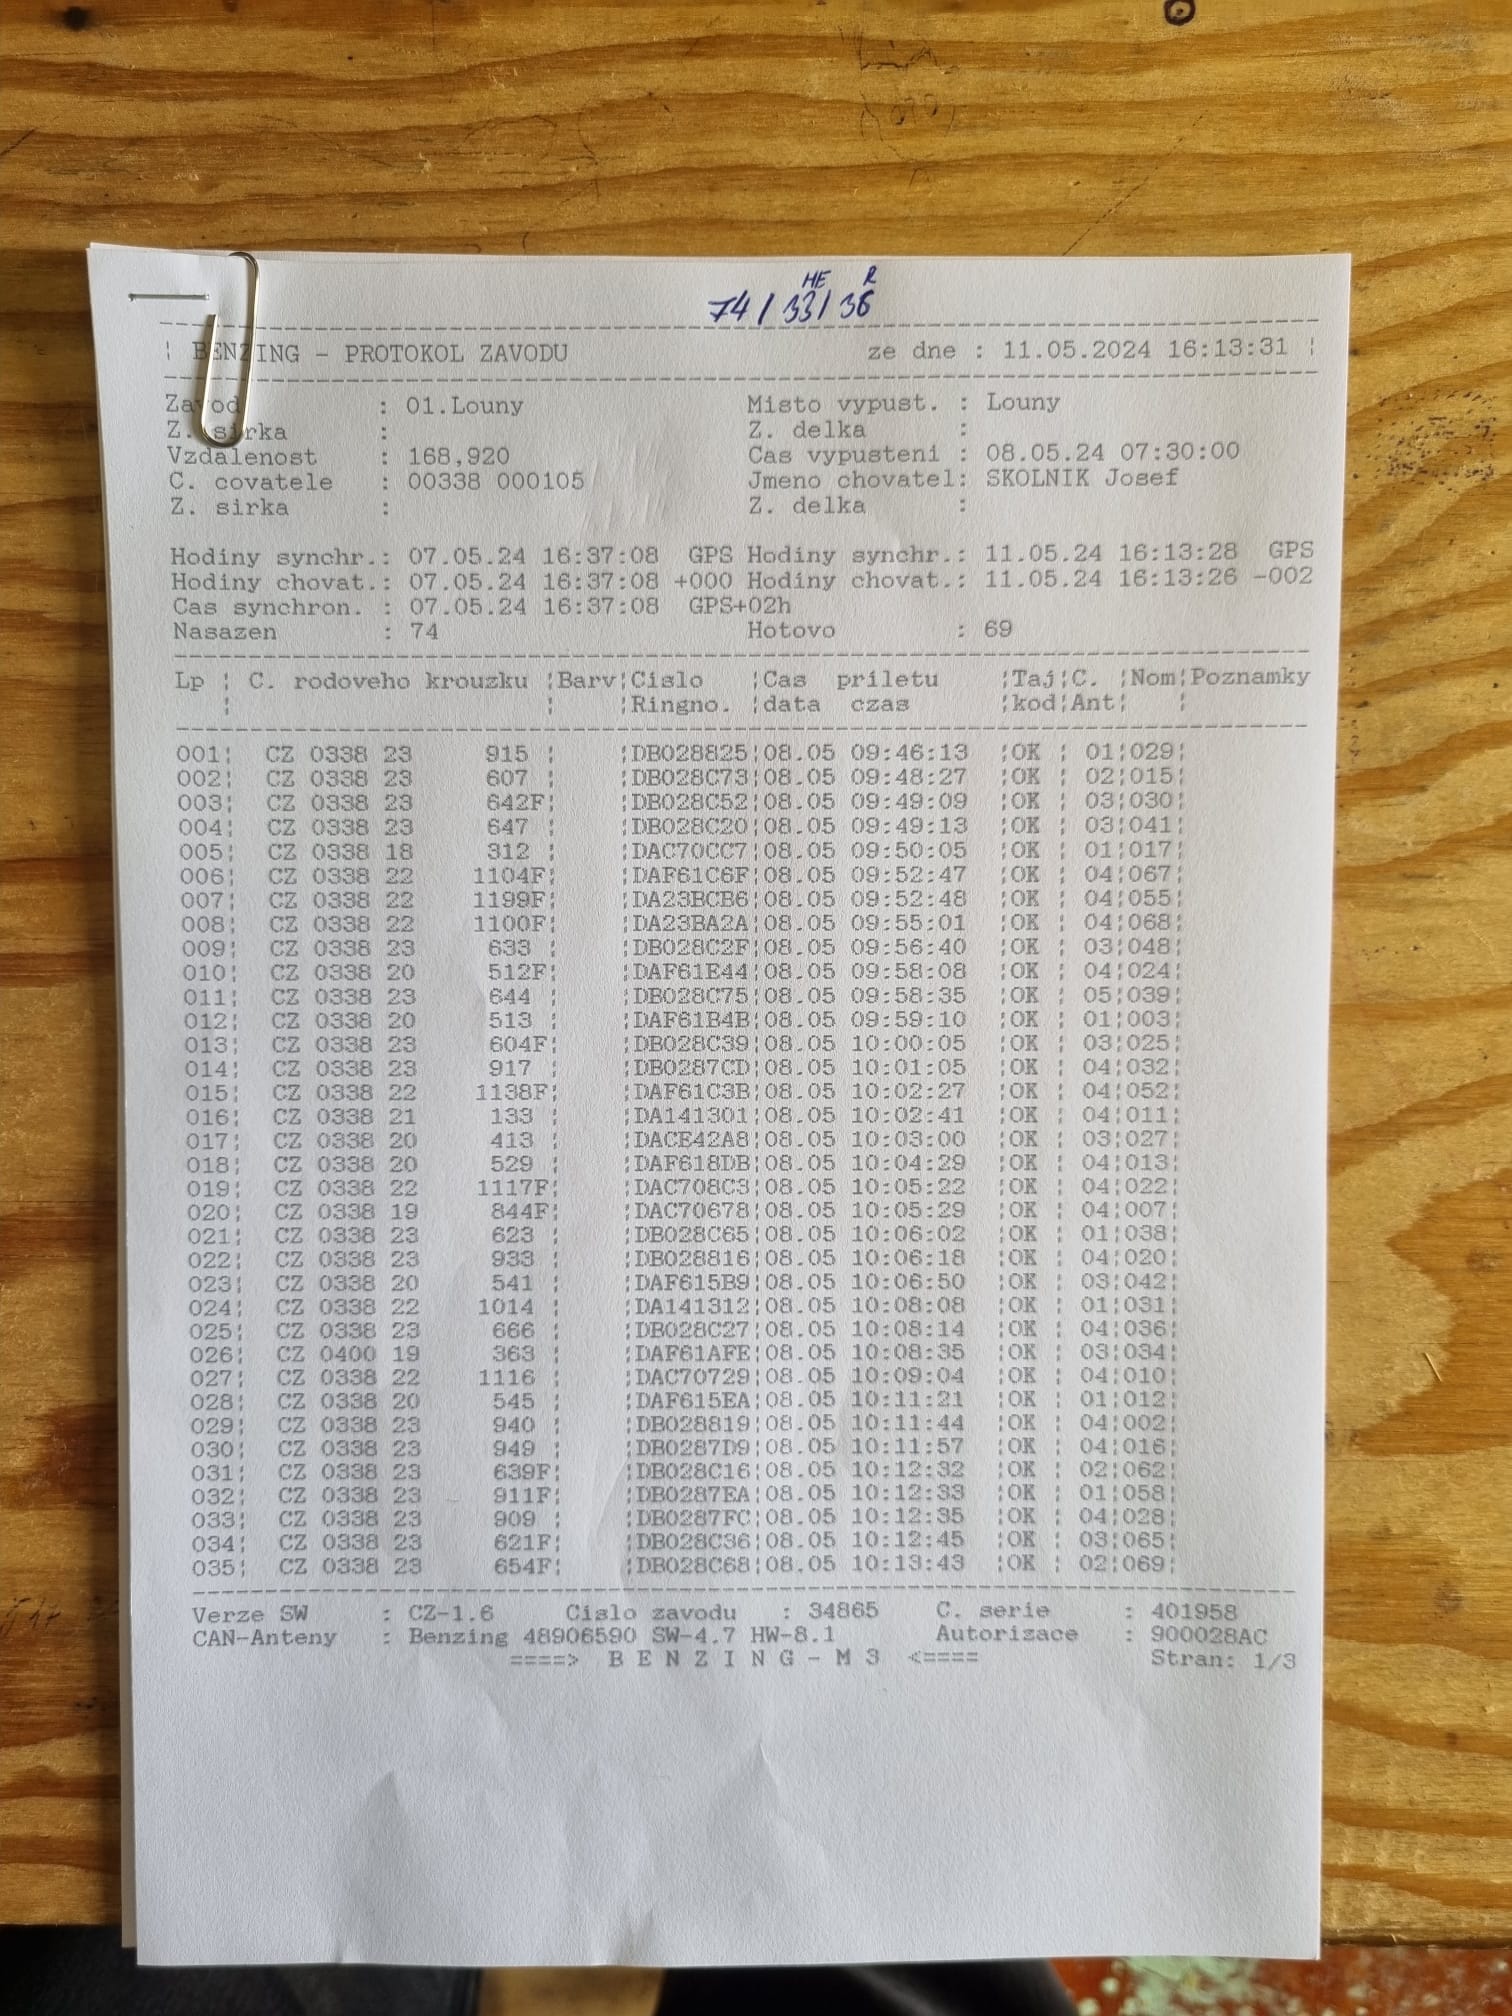 HE R
74 / 33 / 36
BENZING - PROTOKOL ZAVODU ze dne : 11.05.2024 16:13:31
Zavod : 01.Louny Misto vypust. : Louny
Z. sirka : Z. delka :
Vzdalenost : 168,920 Cas vypusteni : 08.05.24 07:30:00
C. covatele : 00338 000105 Jmeno chovatel: SKOLNIK Josef
Z. sirka : Z. delka :
Hodiny synchr.: 07.05.24 16:37:08 GPS Hodiny synchr.: 11.05.24 16:13:28 GPS
Hodiny chovat.: 07.05.24 16:37:08 +000 Hodiny chovat.: 11.05.24 16:13:26 -002
Cas synchron. : 07.05.24 16:37:08 GPS+02h
Nasazen : 74 Hotovo : 69
Lp ¦ C. rodoveho krouzku ¦Barv¦Cislo ¦Cas priletu ¦Taj¦C. ¦Nom¦Poznamky
¦ ¦ ¦Ringno. ¦data czas ¦kod¦Ant¦ ¦
001¦ CZ 0338 23 915 ¦ ¦DB028825¦08.05 09:46:13 ¦OK ¦ 01¦029¦
002¦ CZ 0338 23 607 ¦ ¦DB028C73¦08.05 09:48:27 ¦OK ¦ 02¦015¦
003¦ CZ 0338 23 642F¦ ¦DB028C52¦08.05 09:49:09 ¦OK ¦ 03¦030¦
004¦ CZ 0338 23 647 ¦ ¦DB028C20¦08.05 09:49:13 ¦OK ¦ 03¦041¦
005¦ CZ 0338 18 312 ¦ ¦DAC70CC7¦08.05 09:50:05 ¦OK ¦ 01¦017¦
006¦ CZ 0338 22 1104F¦ ¦DAF61C6F¦08.05 09:52:47 ¦OK ¦ 04¦067¦
007¦ CZ 0338 22 1199F¦ ¦DA23BCB6¦08.05 09:52:48 ¦OK ¦ 04¦055¦
008¦ CZ 0338 22 1100F¦ ¦DA23BA2A¦08.05 09:55:01 ¦OK ¦ 04¦068¦
009¦ CZ 0338 23 633 ¦ ¦DB028C2F¦08.05 09:56:40 ¦OK ¦ 03¦048¦
010¦ CZ 0338 20 512F¦ ¦DAF61E44¦08.05 09:58:08 ¦OK ¦ 04¦024¦
011¦ CZ 0338 23 644 ¦ ¦DB028C75¦08.05 09:58:35 ¦OK ¦ 05¦039¦
012¦ CZ 0338 20 513 ¦ ¦DAF61B4B¦08.05 09:59:10 ¦OK ¦ 01¦003¦
013¦ CZ 0338 23 604F¦ ¦DB028C39¦08.05 10:00:05 ¦OK ¦ 03¦025¦
014¦ CZ 0338 23 917 ¦ ¦DB0287CD¦08.05 10:01:05 ¦OK ¦ 04¦032¦
015¦ CZ 0338 22 1138F¦ ¦DAF61C3B¦08.05 10:02:27 ¦OK ¦ 04¦052¦
016¦ CZ 0338 21 133 ¦ ¦DA141301¦08.05 10:02:41 ¦OK ¦ 04¦011¦
017¦ CZ 0338 20 413 ¦ ¦DACE42A8¦08.05 10:03:00 ¦OK ¦ 03¦027¦
018¦ CZ 0338 20 529 ¦ ¦DAF618DB¦08.05 10:04:29 ¦OK ¦ 04¦013¦
019¦ CZ 0338 22 1117F¦ ¦DAC708C3¦08.05 10:05:22 ¦OK ¦ 04¦022¦
020¦ CZ 0338 19 844F¦ ¦DAC70678¦08.05 10:05:29 ¦OK ¦ 04¦007¦
021¦ CZ 0338 23 623 ¦ ¦DB028C65¦08.05 10:06:02 ¦OK ¦ 01¦038¦
022¦ CZ 0338 23 933 ¦ ¦DB028816¦08.05 10:06:18 ¦OK ¦ 04¦020¦
023¦ CZ 0338 20 541 ¦ ¦DAF615B9¦08.05 10:06:50 ¦OK ¦ 03¦042¦
024¦ CZ 0338 22 1014 ¦ ¦DA141312¦08.05 10:08:08 ¦OK ¦ 01¦031¦
025¦ CZ 0338 23 666 ¦ ¦DB028C27¦08.05 10:08:14 ¦OK ¦ 04¦036¦
026¦ CZ 0400 19 363 ¦ ¦DAF61AFE¦08.05 10:08:35 ¦OK ¦ 03¦034¦
027¦ CZ 0338 22 1116 ¦ ¦DAC70729¦08.05 10:09:04 ¦OK ¦ 04¦010¦
028¦ CZ 0338 20 545 ¦ ¦DAF615EA¦08.05 10:11:21 ¦OK ¦ 01¦012¦
029¦ CZ 0338 23 940 ¦ ¦DB028819¦08.05 10:11:44 ¦OK ¦ 04¦002¦
030¦ CZ 0338 23 949 ¦ ¦DB0287D9¦08.05 10:11:57 ¦OK ¦ 04¦016¦
031¦ CZ 0338 23 639F¦ ¦DB028C16¦08.05 10:12:32 ¦OK ¦ 02¦062¦
032¦ CZ 0338 23 911F¦ ¦DB0287EA¦08.05 10:12:33 ¦OK ¦ 01¦058¦
033¦ CZ 0338 23 909 ¦ ¦DB0287FC¦08.05 10:12:35 ¦OK ¦ 04¦028¦
034¦ CZ 0338 23 621F¦ ¦DB028C36¦08.05 10:12:45 ¦OK ¦ 03¦065¦
035¦ CZ 0338 23 654F¦ ¦DB028C68¦08.05 10:13:43 ¦OK ¦ 02¦069¦
Verze SW : CZ-1.6 Cislo zavodu : 34865 C. serie : 401958
CAN-Anteny : Benzing 48906590 SW-4.7 HW-8.1 Autorizace : 900028AC
====> B E N Z I N G - M 3 <==== Stran: 1/3